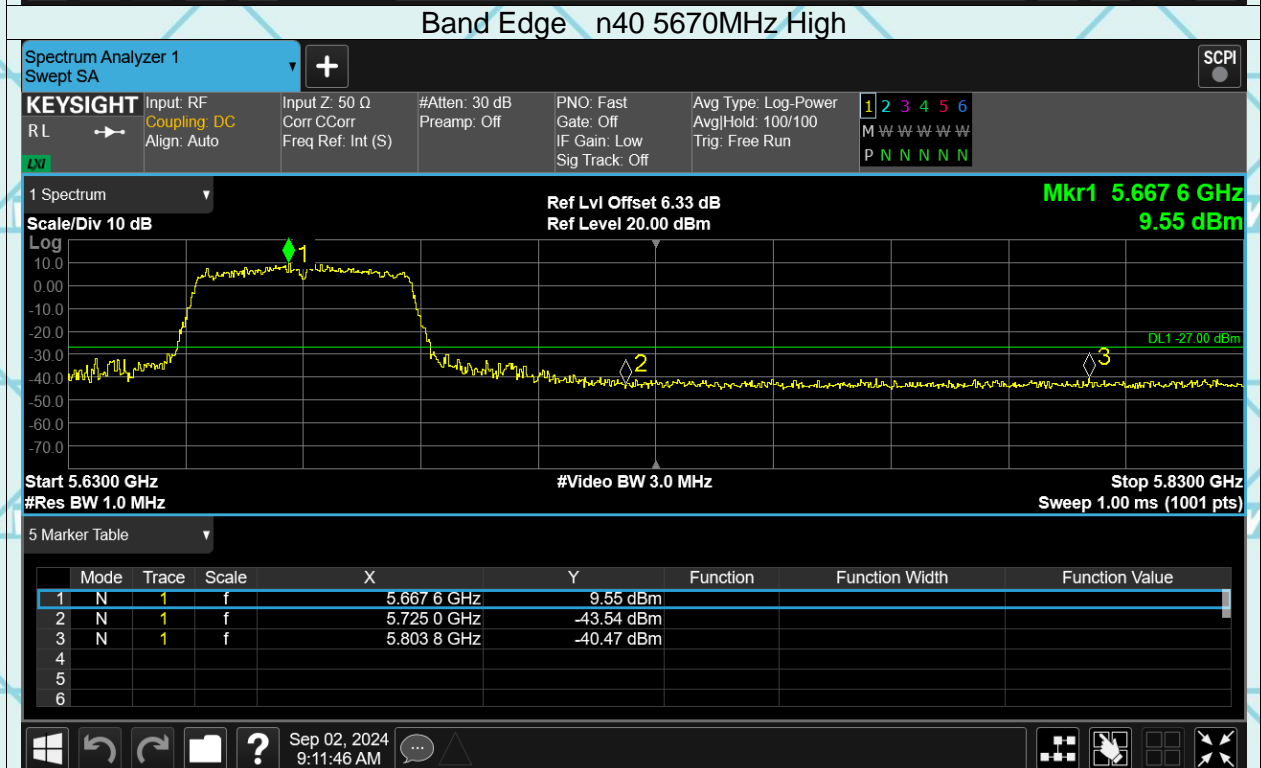 Band Edge n40 5670MHz High
Spectrum Analyzer 1
Swept SA
+
SCPI
KEYSIGHT
R L
LXI
Input: RF
Coupling: DC
Align: Auto
Input Z: 50 Ω
Corr CCorr
Freq Ref: Int (S)
#Atten: 30 dB
Preamp: Off
PNO: Fast
Gate: Off
IF Gain: Low
Sig Track: Off
Avg Type: Log-Power
Avg|Hold: 100/100
Trig: Free Run
1 2 3 4 5 6
M W W W W W
P N N N N N
1 Spectrum
Scale/Div 10 dB
Ref Lvl Offset 6.33 dB
Ref Level 20.00 dBm
Mkr1 5.667 6 GHz
9.55 dBm
Log
10.0
0.00
-10.0
-20.0
-30.0
-40.0
-50.0
-60.0
-70.0
1
2
3
DL1 -27.00 dBm
Start 5.6300 GHz
#Res BW 1.0 MHz
#Video BW 3.0 MHz
Stop 5.8300 GHz
Sweep 1.00 ms (1001 pts)
5 Marker Table
Mode Trace Scale X Y Function Function Width Function Value
1 N 1 f 5.667 6 GHz 9.55 dBm
2 N 1 f 5.725 0 GHz -43.54 dBm
3 N 1 f 5.803 8 GHz -40.47 dBm
4
5
6
?
Sep 02, 2024
9:11:46 AM